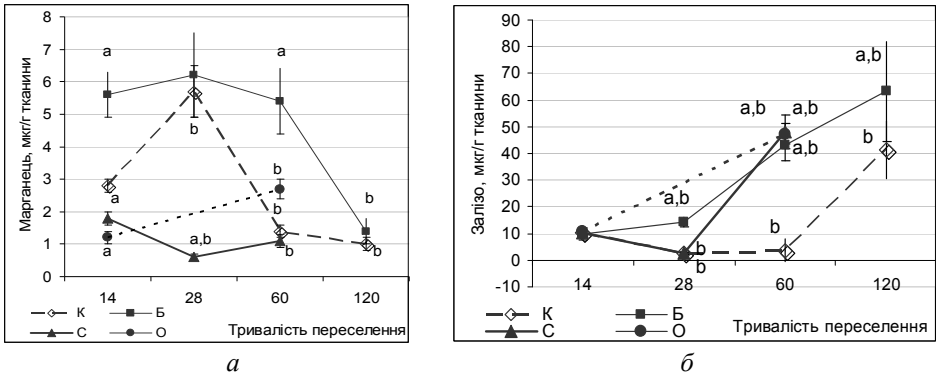 Марганець, мкг/г тканини
8
7
6
5
4
3
2
1
0
a
a
b
a
b
b
a
a,b
b
b
b
14 28 60 120
К Б
С О
Тривалість переселення
а
Залізо, мкг/г тканини
90
80
70
60
50
40
30
20
10
0
-10
a,b
a,b a,b
b
a,b
a,b
b
b
b
14 28 60 120
К Б
С О
Тривалість переселення
б